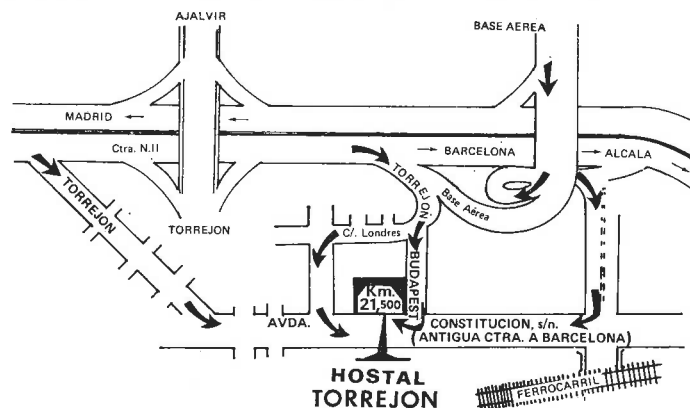 AJALVIR
BASE AEREA
MADRID
Ctra. N.II
BARCELONA
ALCALA
TORREJON
TORREJON
Base Aérea
TORREJON
C/. Londres
BUDAPEST
Km.
21,500
AVDA.
CONSTITUCION, s/n.
(ANTIGUA CTRA. A BARCELONA)
HOSTAL
TORREJON
FERROCARRIL